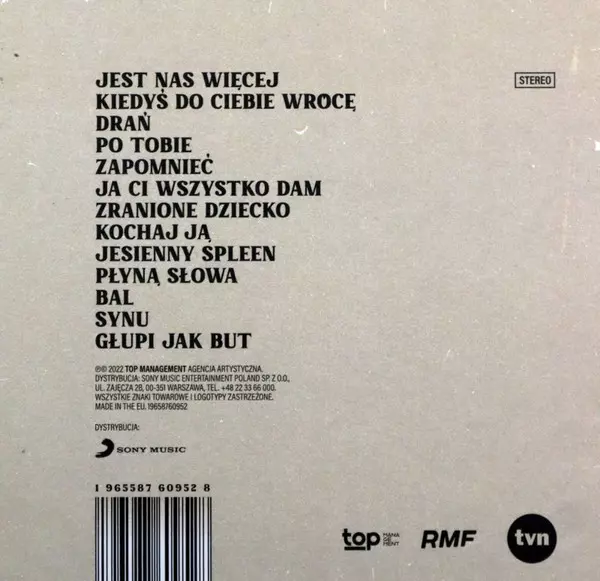 JEST NAS WIĘCEJ
STEREO
KIEDYŚ DO CIEBIE WRÓCĘ
DRAŃ
PO TOBIE
ZAPOMNIEĆ
JA CI WSZYSTKO DAM
ZRANIONE DZIECKO
KOCHAJ JĄ
JESIENNY SPLEEN
PŁYNĄ SŁOWA
BAL
SYNU
GŁUPI JAK BUT
℗© 2022 TOP MANAGEMENT AGENCJA ARTYSTYCZNA.
DYSTRYBUCJA: SONY MUSIC ENTERTAINMENT POLAND SP. Z O.O.,
UL. ZAJĘCZA 2B, 00-351 WARSZAWA, TEL. +48 22 33 66 000.
WSZYSTKIE ZNAKI TOWAROWE I LOGOTYPY ZASTRZEŻONE.
MADE IN THE EU. 19658760952
DYSTRYBUCJA:
SONY MUSIC
1 965587 60952 8
top MANAGEMENT RMF tvn